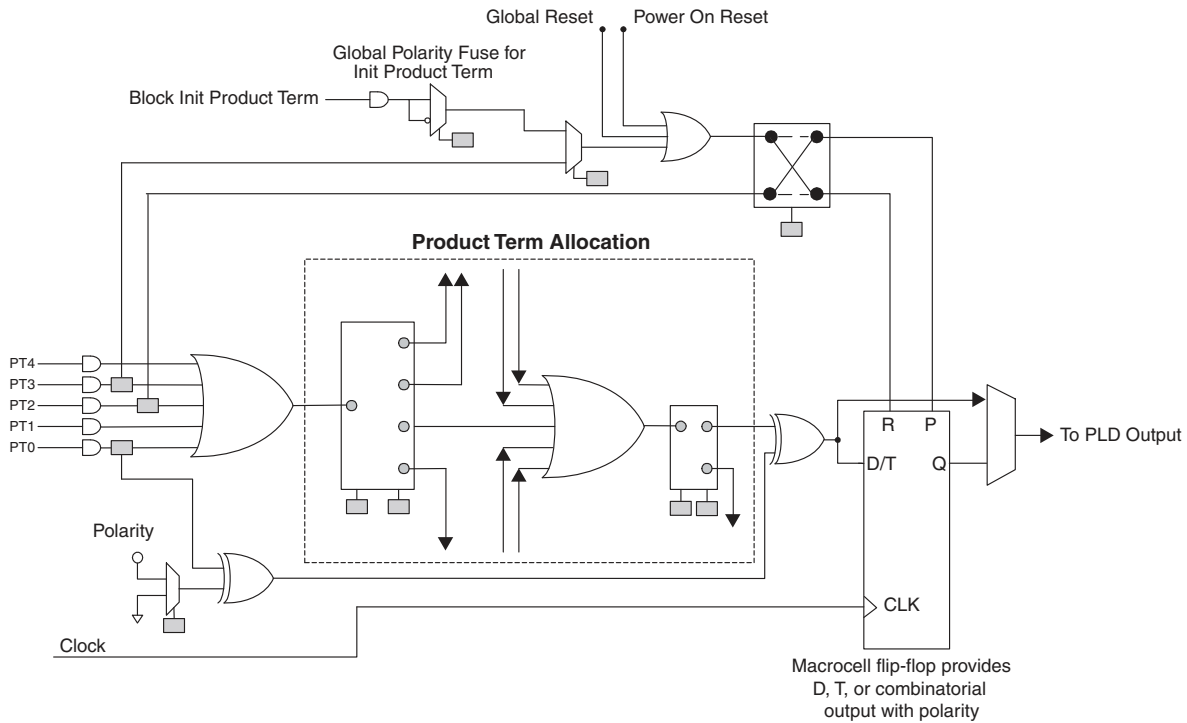 Global Reset
Power On Reset
Global Polarity Fuse for
Init Product Term
Block Init Product Term
Product Term Allocation
PT4
PT3
PT2
PT1
PT0
R
P
D/T
Q
To PLD Output
Polarity
CLK
Clock
Macrocell flip-flop provides
D, T, or combinatorial
output with polarity